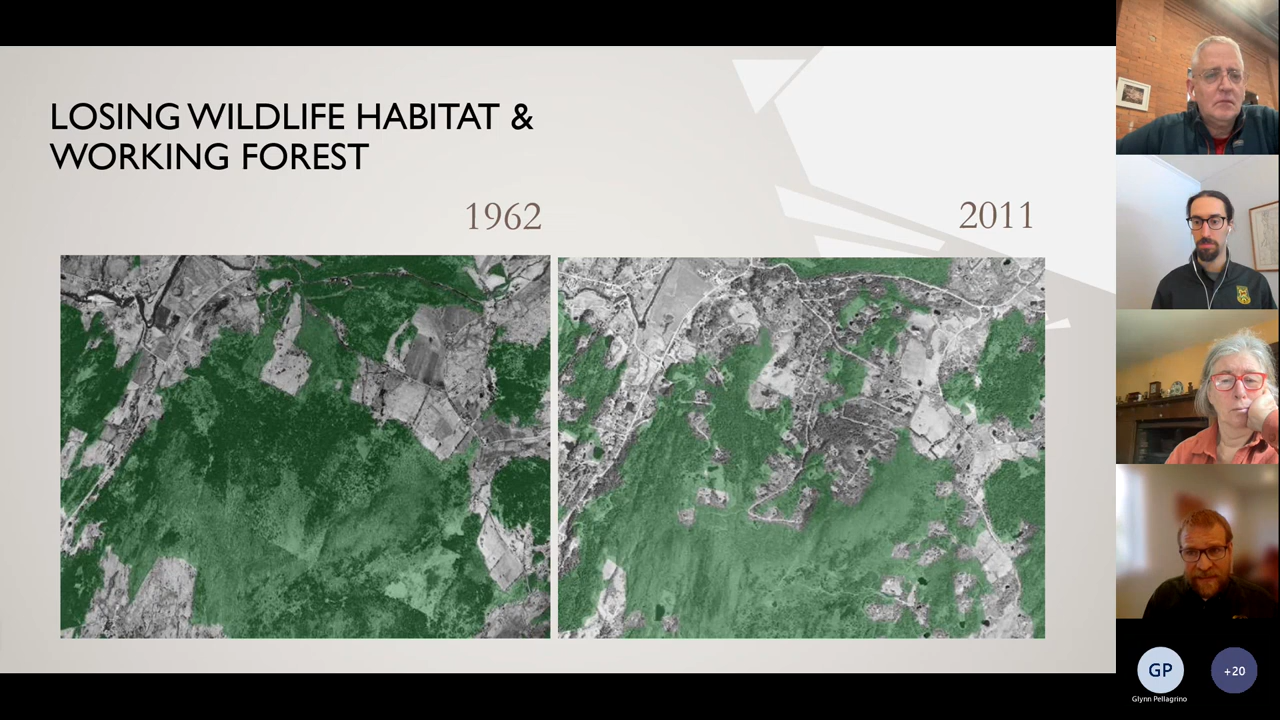 LOSING WILDLIFE HABITAT &
WORKING FOREST
1962
2011
GP
+20
Glynn Pellagrino